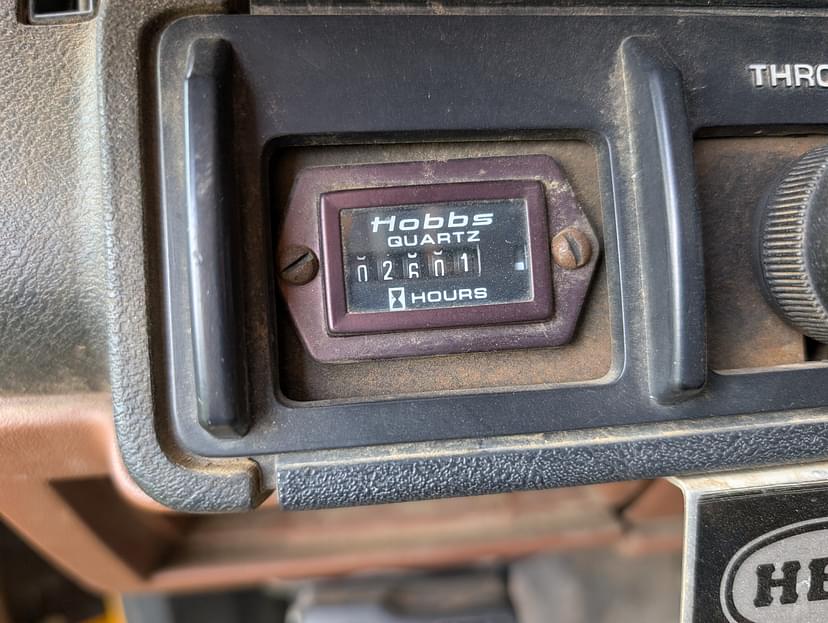 THRO
Hobbs
QUARTZ
02601
HOURS
HE